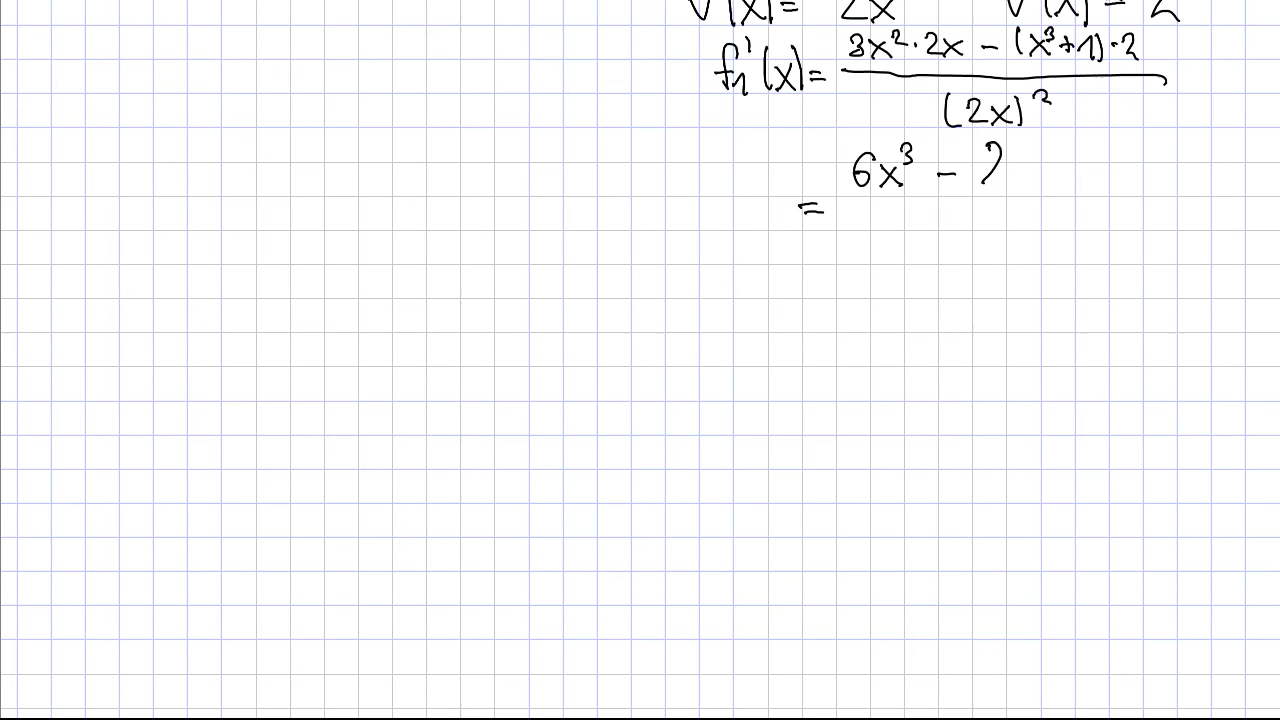 v(x) = 2x v'(x) = 2
f₁'(x) = (3x² · 2x − (x³+1) · 2) / (2x)²
= 6x³ − 2